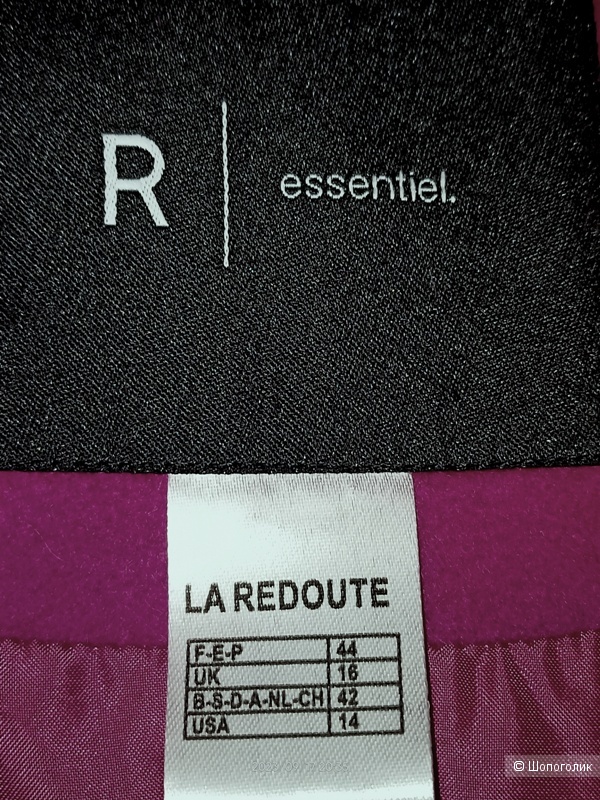 R | essentiel.
LA REDOUTE
F-E-P 44
UK 16
B-S-D-A-NL-CH 42
USA 14
© Шопоголик